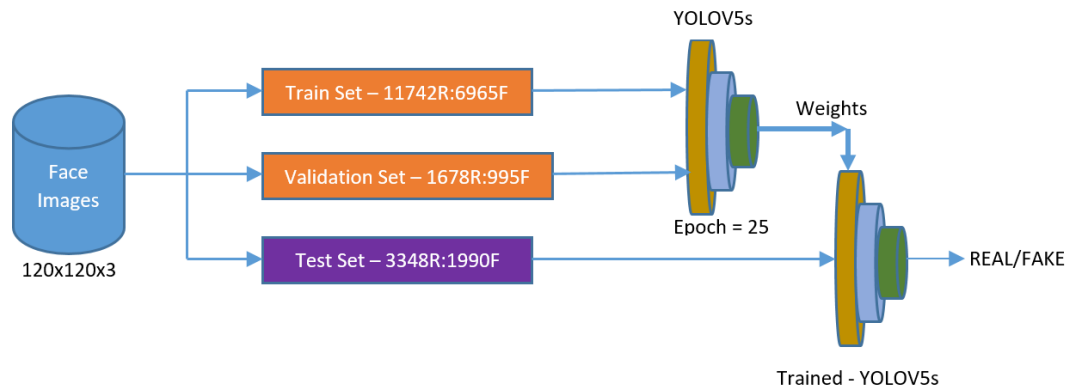 YOLOV5s
Train Set – 11742R:6965F
Weights
Face
Images
Validation Set – 1678R:995F
Epoch = 25
120x120x3
Test Set – 3348R:1990F
REAL/FAKE
Trained - YOLOV5s